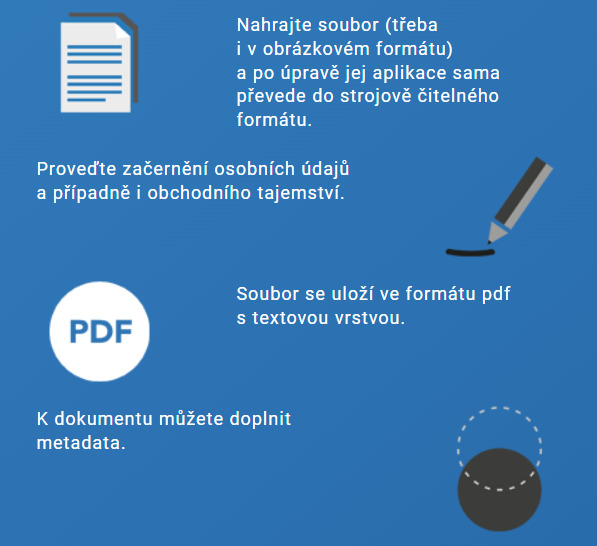 Nahrajte soubor (třeba
i v obrázkovém formátu)
a po úpravě jej aplikace sama
převede do strojově čitelného
formátu.
Proveďte začernění osobních údajů
a případně i obchodního tajemství.
PDF
Soubor se uloží ve formátu pdf
s textovou vrstvou.
K dokumentu můžete doplnit
metadata.